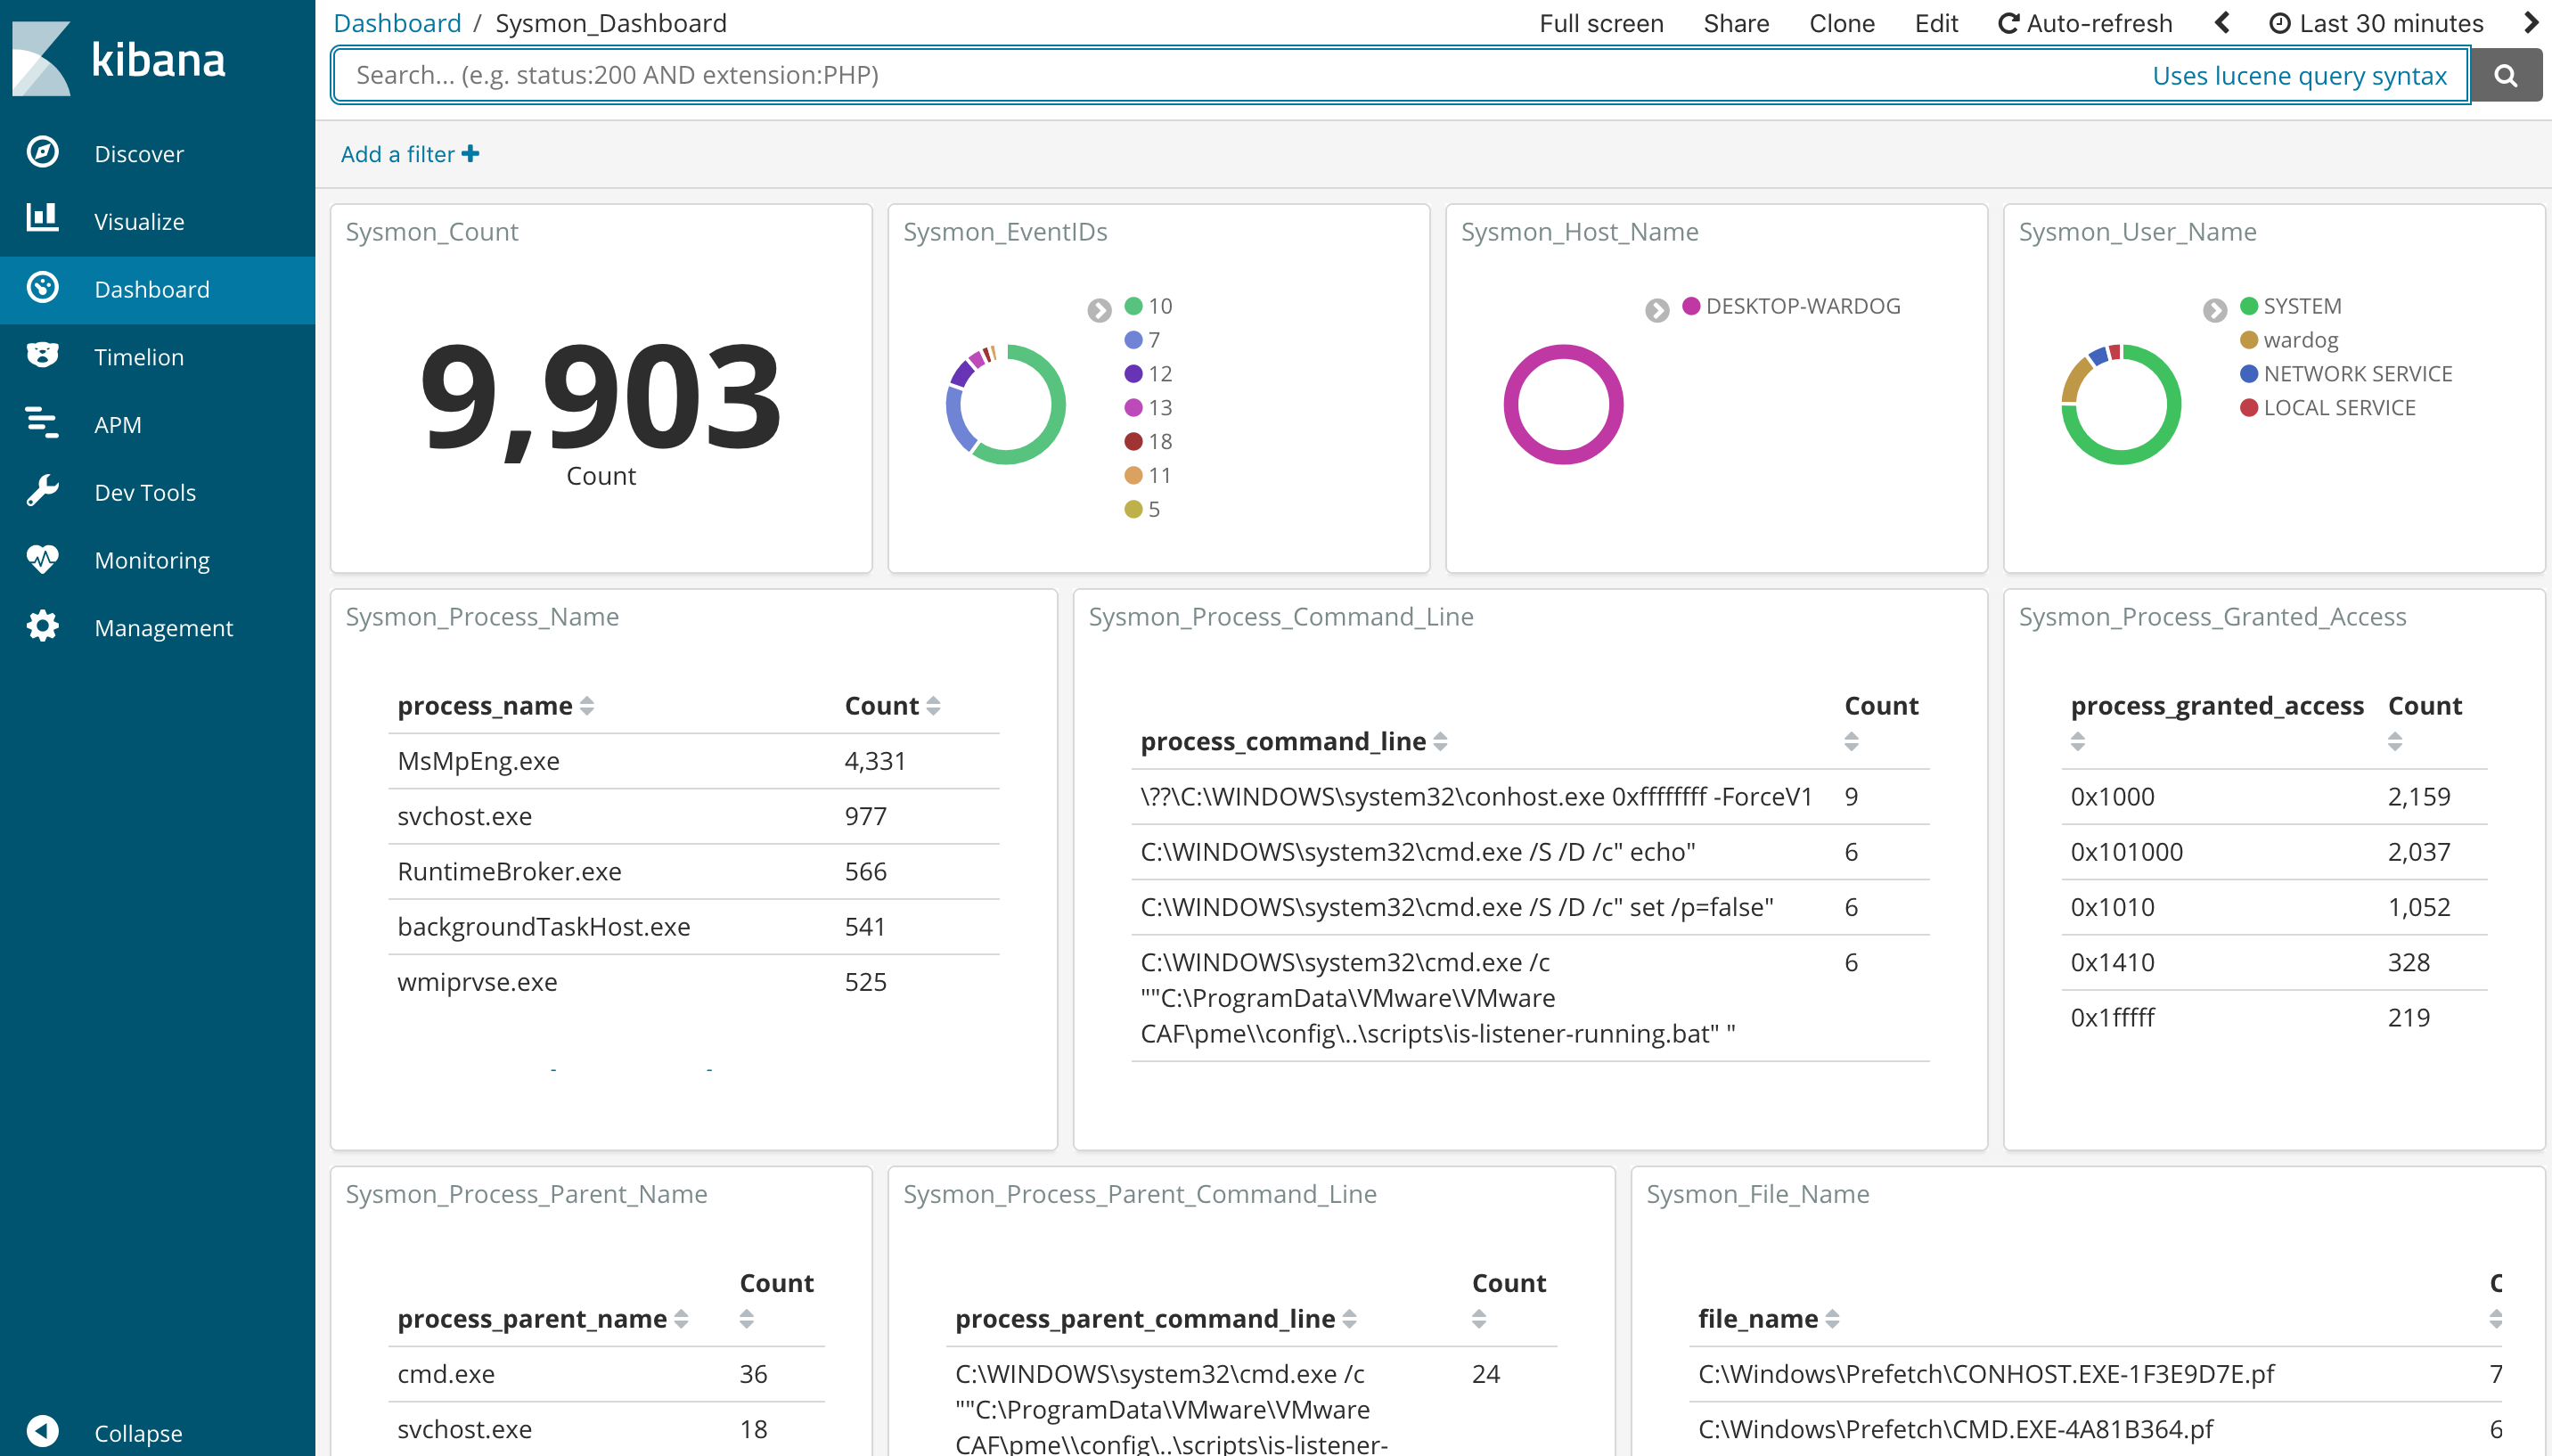 kibana
Discover
Visualize
Dashboard
Timelion
APM
Dev Tools
Monitoring
Management
Collapse
Dashboard / Sysmon_Dashboard
Full screen Share Clone Edit Auto-refresh Last 30 minutes
Search... (e.g. status:200 AND extension:PHP) Uses lucene query syntax
Add a filter
Sysmon_Count
9,903
Count
Sysmon_EventIDs
10
7
12
13
18
11
5
Sysmon_Host_Name
DESKTOP-WARDOG
Sysmon_User_Name
SYSTEM
wardog
NETWORK SERVICE
LOCAL SERVICE
Sysmon_Process_Name
process_name Count
MsMpEng.exe 4,331
svchost.exe 977
RuntimeBroker.exe 566
backgroundTaskHost.exe 541
wmiprvse.exe 525
Sysmon_Process_Command_Line
Count
process_command_line
\??\C:\WINDOWS\system32\conhost.exe 0xffffffff -ForceV1 9
C:\WINDOWS\system32\cmd.exe /S /D /c" echo" 6
C:\WINDOWS\system32\cmd.exe /S /D /c" set /p=false" 6
C:\WINDOWS\system32\cmd.exe /c 6
""C:\ProgramData\VMware\VMware
CAF\pme\\config\..\scripts\is-listener-running.bat" "
Sysmon_Process_Granted_Access
process_granted_access Count
0x1000 2,159
0x101000 2,037
0x1010 1,052
0x1410 328
0x1fffff 219
Sysmon_Process_Parent_Name
Count
process_parent_name
cmd.exe 36
svchost.exe 18
Sysmon_Process_Parent_Command_Line
Count
process_parent_command_line
C:\WINDOWS\system32\cmd.exe /c 24
""C:\ProgramData\VMware\VMware
CAF\pme\\config\..\scripts\is-listener-
Sysmon_File_Name
file_name
C:\Windows\Prefetch\CONHOST.EXE-1F3E9D7E.pf 7
C:\Windows\Prefetch\CMD.EXE-4A81B364.pf 6